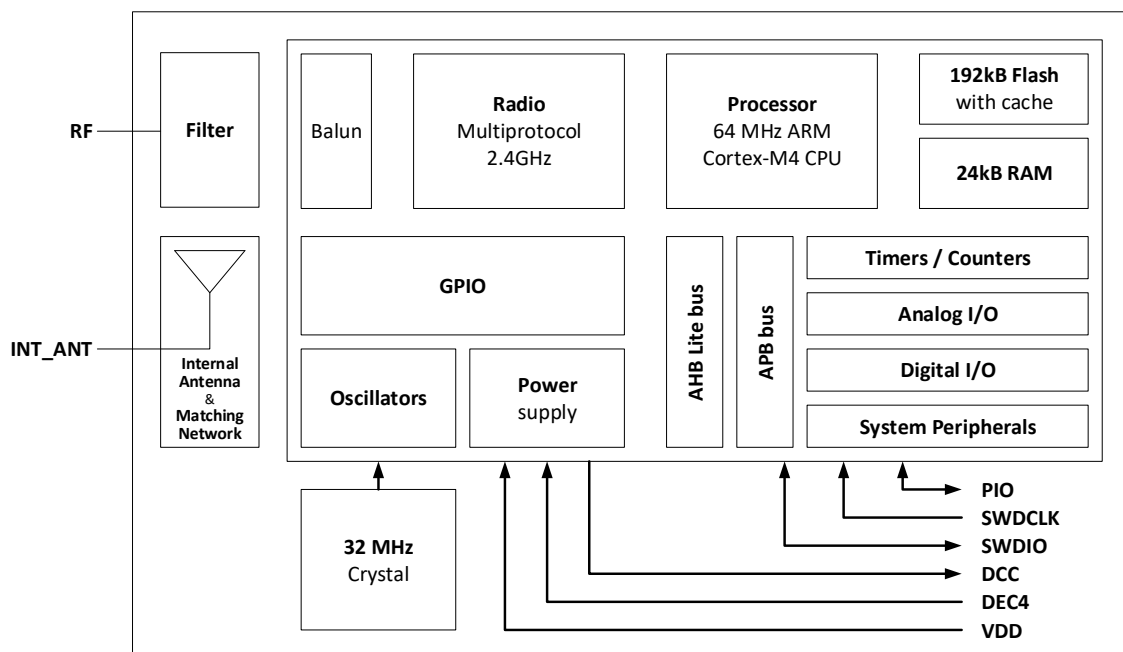 RF
Filter
Balun
Radio
Multiprotocol
2.4GHz
Processor
64 MHz ARM
Cortex-M4 CPU
192kB Flash
with cache
24kB RAM
INT_ANT
Internal
Antenna
&
Matching
Network
GPIO
Oscillators
Power
supply
AHB Lite bus
APB bus
Timers / Counters
Analog I/O
Digital I/O
System Peripherals
32 MHz
Crystal
PIO
SWDCLK
SWDIO
DCC
DEC4
VDD